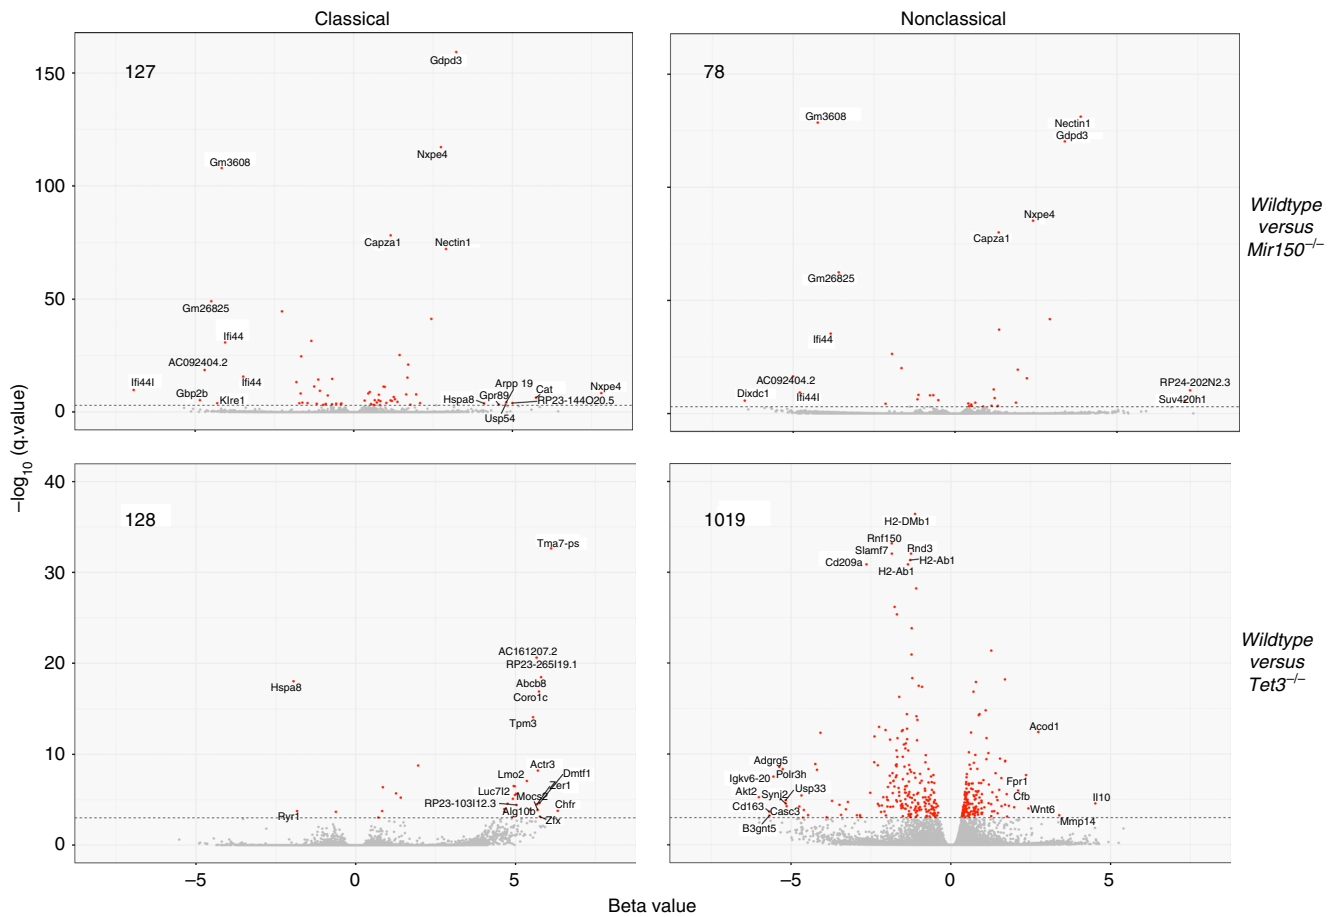 Classical
Nonclassical
127
Gdpd3
Nxpe4
Gm3608
Capza1
Nectin1
Gm26825
Ifi44
AC092404.2
Ifi44l
Ifi44
Gbp2b
Klre1
Hspa8
Gpr89
Arpp 19
Cat
Nxpe4
RP23-144O20.5
Usp54
150
100
50
0
78
Gm3608
Nectin1
Gdpd3
Nxpe4
Capza1
Gm26825
Ifi44
AC092404.2
Dixdc1
Ifi44l
RP24-202N2.3
Suv420h1
Wildtype
versus
Mir150–/–
–log10 (q.value)
128
Tma7-ps
AC161207.2
RP23-265I19.1
Hspa8
Abcb8
Coro1c
Tpm3
Actr3
Lmo2
Dmtf1
Zer1
Luc7l2
Mocs2
RP23-103I12.3
Chfr
Alg10b
Ryr1
Zfx
40
30
20
10
0
–5
0
5
1019
H2-DMb1
Rnf150
Slamf7
Rnd3
Cd209a
H2-Ab1
H2-Ab1
Acod1
Adgrg5
Igkv6-20
Polr3h
Fpr1
Akt2
Synj2
Usp33
Cfb
Il10
Cd163
Casc3
Wnt6
Mmp14
B3gnt5
–5
0
5
Wildtype
versus
Tet3–/–
Beta value